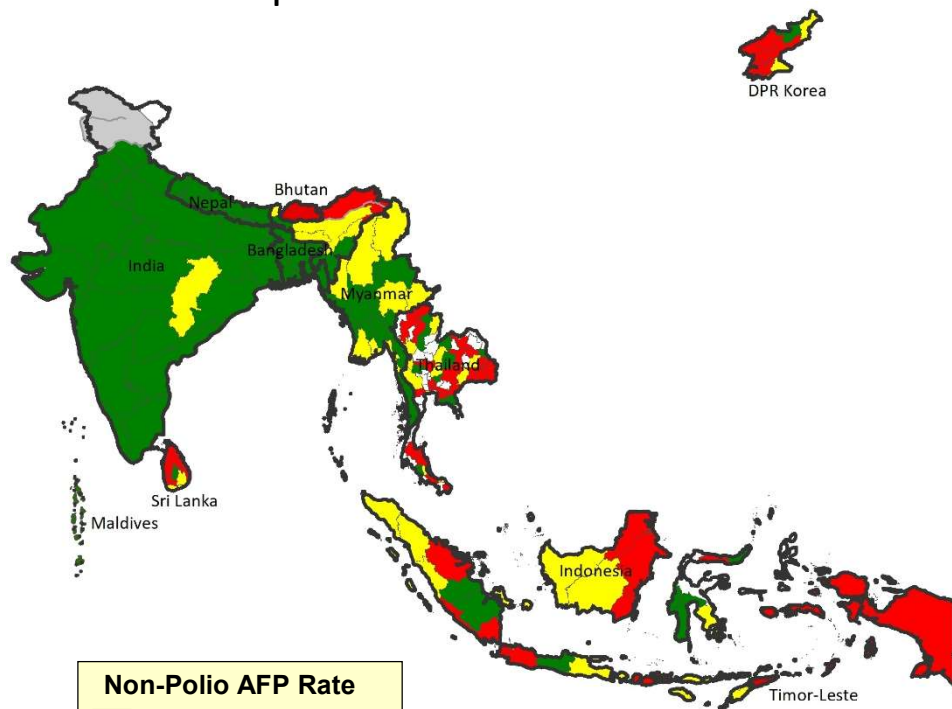 DPR Korea
Bhutan
Nepal
Bangladesh
India
Myanmar
Thailand
Sri Lanka
Maldives
Indonesia
Non-Polio AFP Rate
Timor-Leste